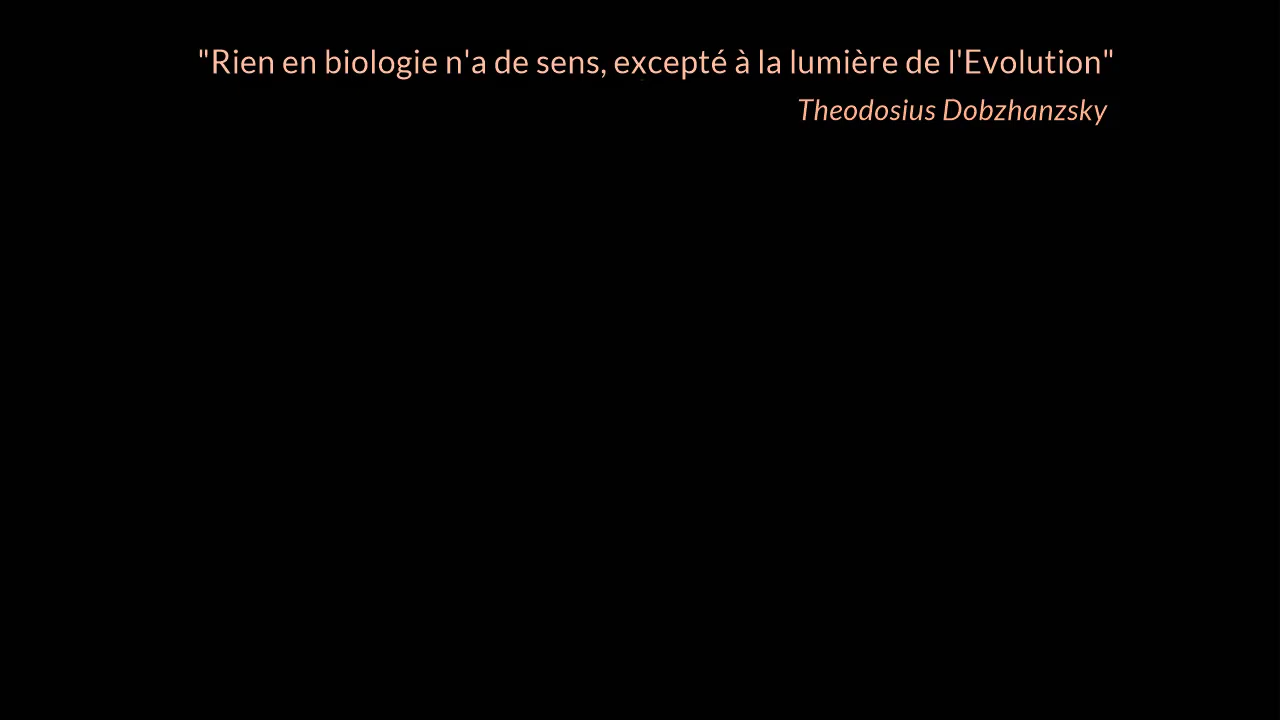 "Rien en biologie n'a de sens, excepté à la lumière de l'Evolution"
Theodosius Dobzhanzsky